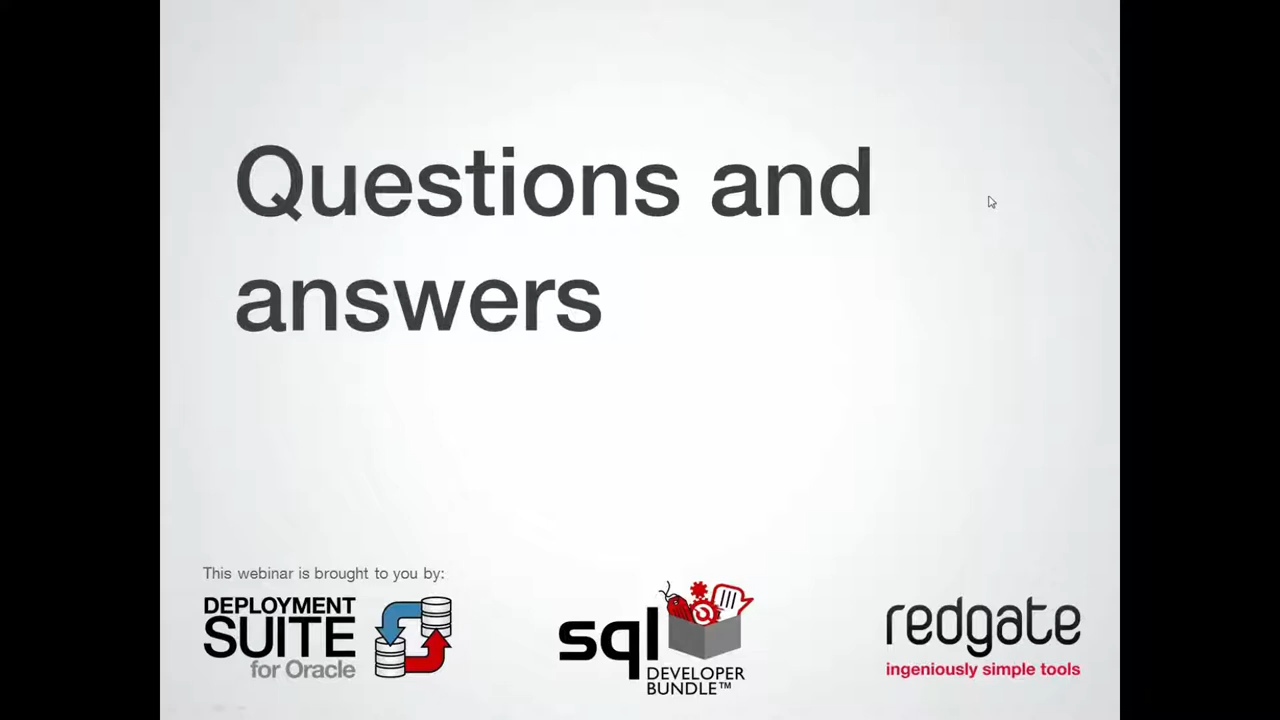 Questions and
answers
This webinar is brought to you by:
DEPLOYMENT
SUITE
for Oracle
sql
DEVELOPER
BUNDLE™
redgate
ingeniously simple tools